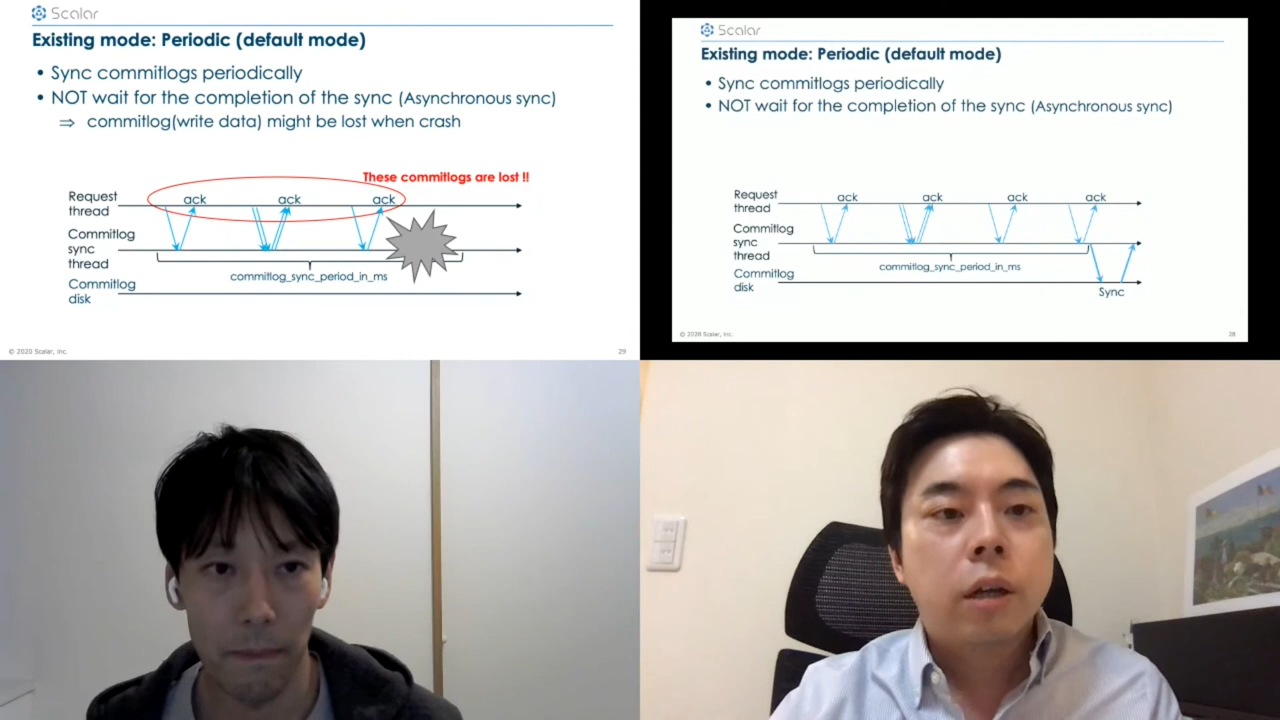 Scalar
Existing mode: Periodic (default mode)
• Sync commitlogs periodically
• NOT wait for the completion of the sync (Asynchronous sync)
⇒ commitlog(write data) might be lost when crash
These commitlogs are lost !!
Request thread
ack ack ack
Commitlog sync thread
commitlog_sync_period_in_ms
Commitlog disk
© 2020 Scalar, Inc.
29
Scalar
Existing mode: Periodic (default mode)
• Sync commitlogs periodically
• NOT wait for the completion of the sync (Asynchronous sync)
Request thread
ack ack ack ack
Commitlog sync thread
commitlog_sync_period_in_ms
Commitlog disk
Sync
© 2020 Scalar, Inc.
28